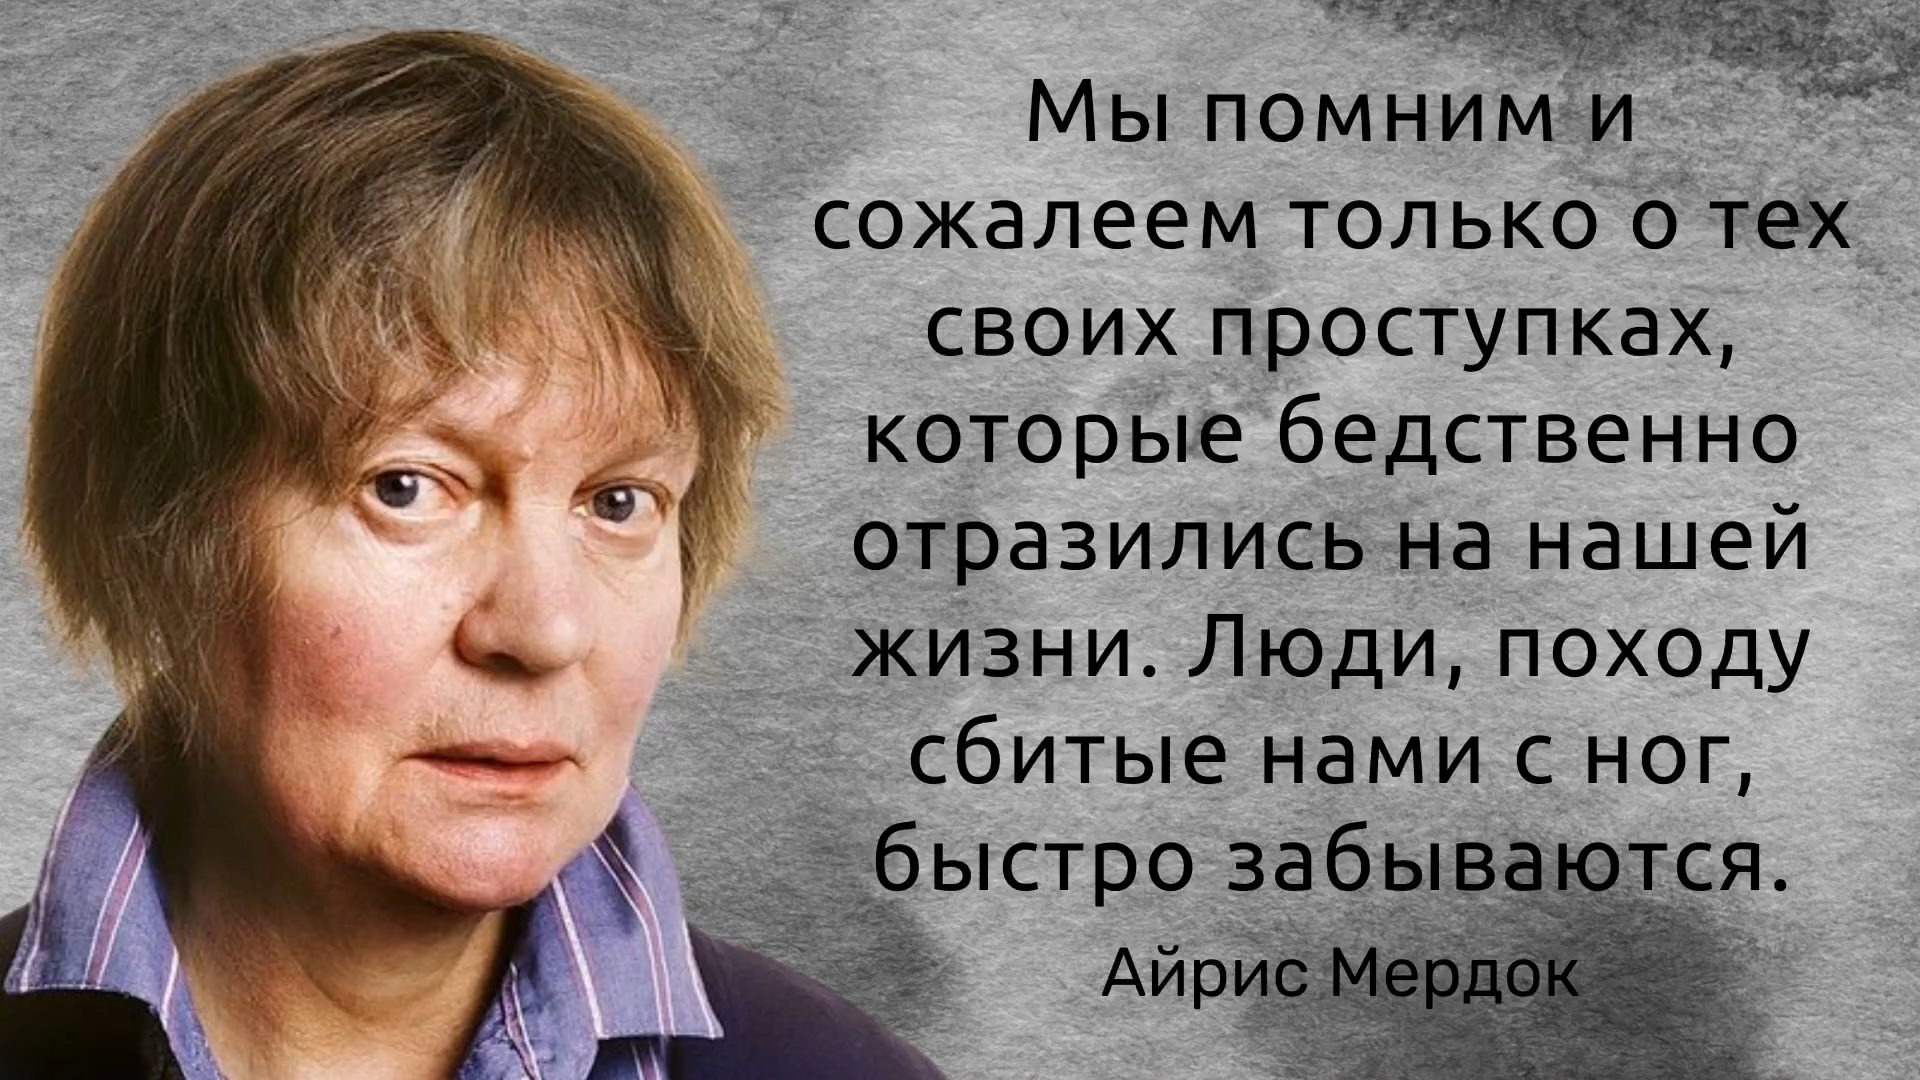 Мы помним и
сожалеем только о тех
своих проступках,
которые бедственно
отразились на нашей
жизни. Люди, походу
сбитые нами с ног,
быстро забываются.
Айрис Мердок